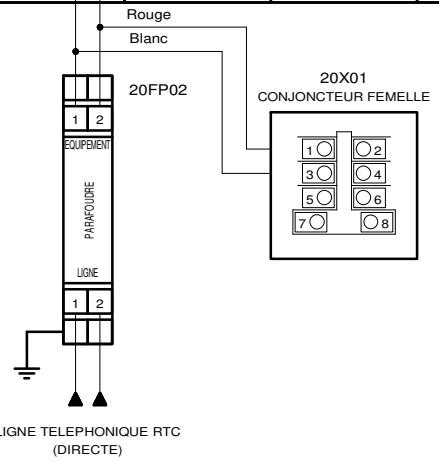 Rouge
Blanc
20FP02
20X01
CONJONCTEUR FEMELLE
1 2
EQUIPEMENT
PARAFOUDRE
LIGNE
1 2
1 2
3 4
5 6
7 8
LIGNE TELEPHONIQUE RTC
(DIRECTE)